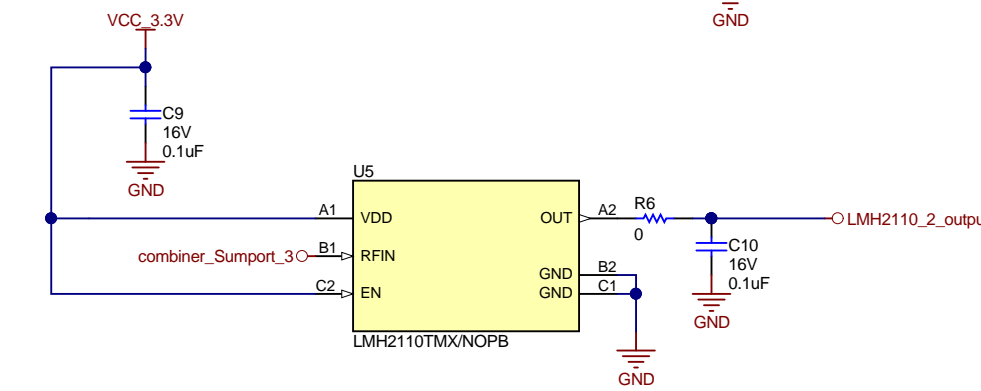 GND
VCC_3.3V
C9
16V
0.1uF
GND
U5
A1 VDD OUT A2 R6 LMH2110_2_outpu
0
combiner_Sumport_3 B1 RFIN
C10
16V
0.1uF
GND B2
C2 EN GND C1
GND
LMH2110TMX/NOPB
GND